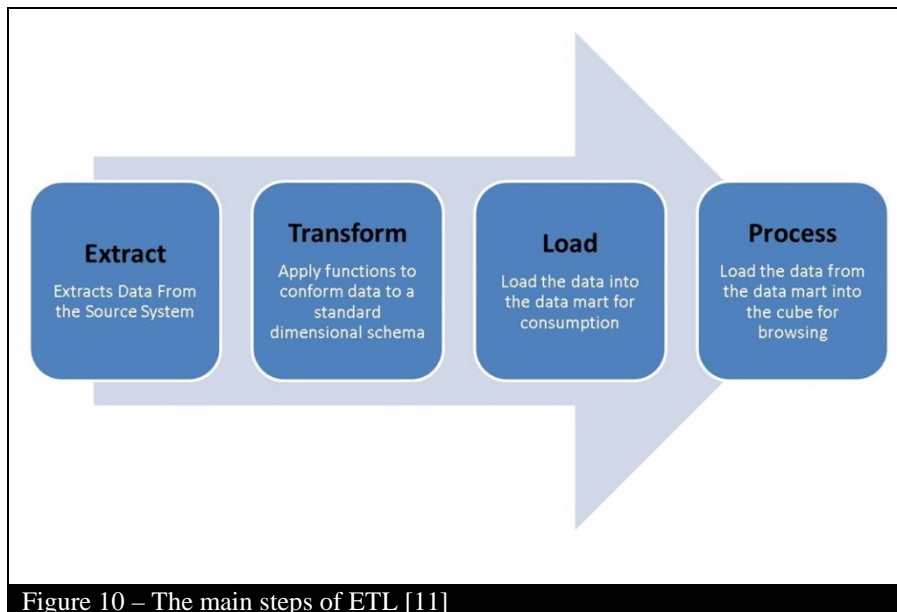 Extract
Extracts Data From
the Source System
Transform
Apply functions to
conform data to a
standard
dimensional schema
Load
Load the data into
the data mart for
consumption
Process
Load the data from
the data mart into
the cube for
browsing
Figure 10 – The main steps of ETL [11]